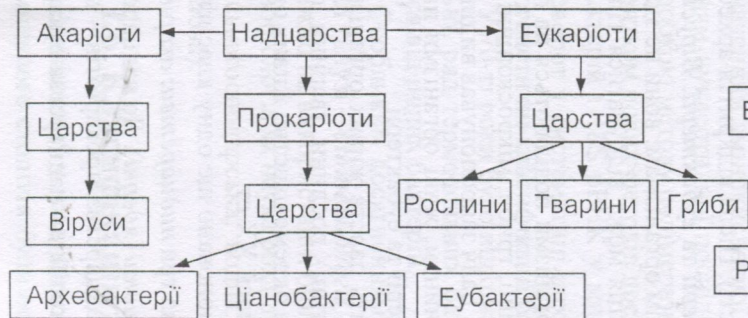 Акаріоти Надцарства Еукаріоти
Царства Прокаріоти Царства
Віруси Царства Рослини Тварини Гриби
Архебактерії Ціанобактерії Еубактерії